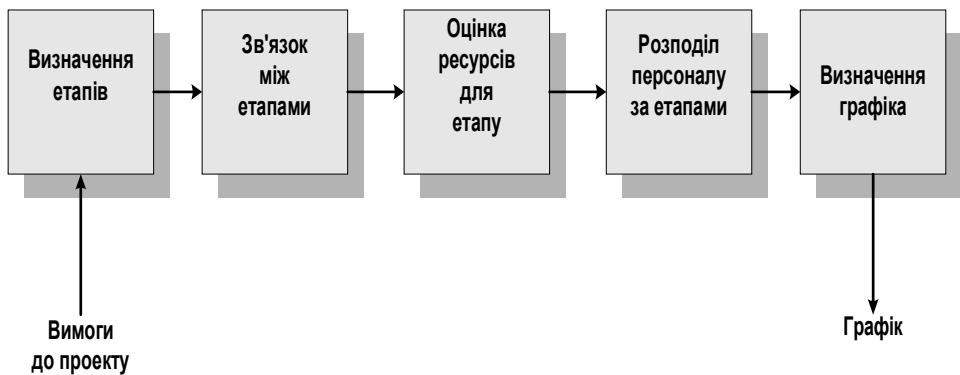 Визначення
етапів
Зв'язок
між
етапами
Оцінка
ресурсів
для
етапу
Розподіл
персоналу
за етапами
Визначення
графіка
Вимоги
до проекту
Графік